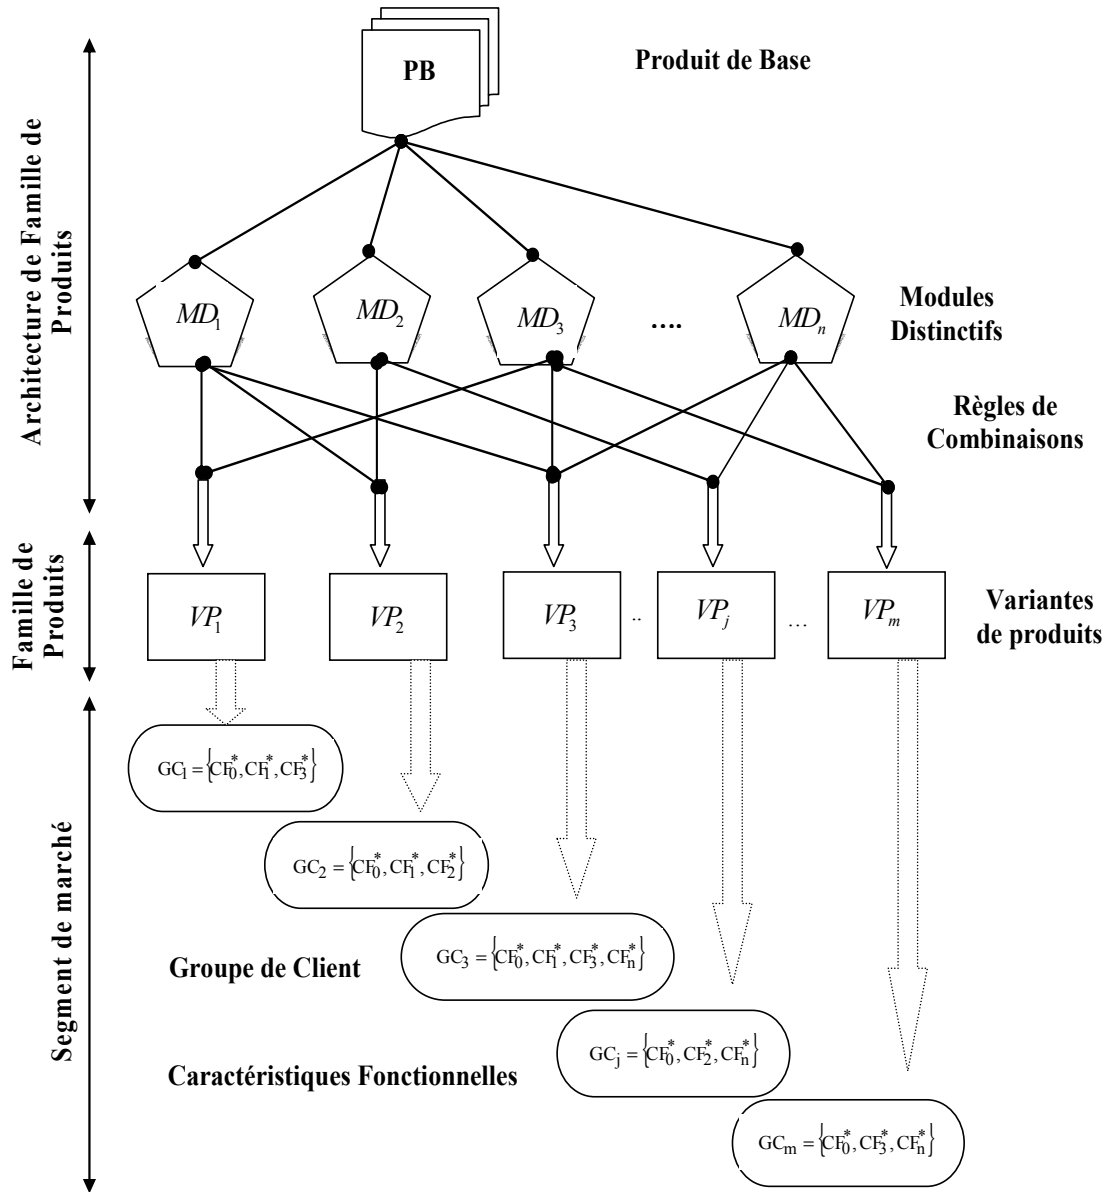 PB
Produit de Base
Architecture de Famille de
Produits
MD₁
MD₂
MD₃
....
MDₙ
Modules
Distinctifs
Règles de
Combinaisons
Famille de
Produits
VP₁
VP₂
VP₃
..
VPⱼ
...
VPₘ
Variantes
de produits
Segment de marché
GC₁ = {CF₀*, CF₁*, CF₃*}
GC₂ = {CF₀*, CF₁*, CF₂*}
GC₃ = {CF₀*, CF₁*, CF₃*, CFₙ*}
Groupe de Client
GCⱼ = {CF₀*, CF₂*, CFₙ*}
Caractéristiques Fonctionnelles
GCₘ = {CF₀*, CF₃*, CFₙ*}